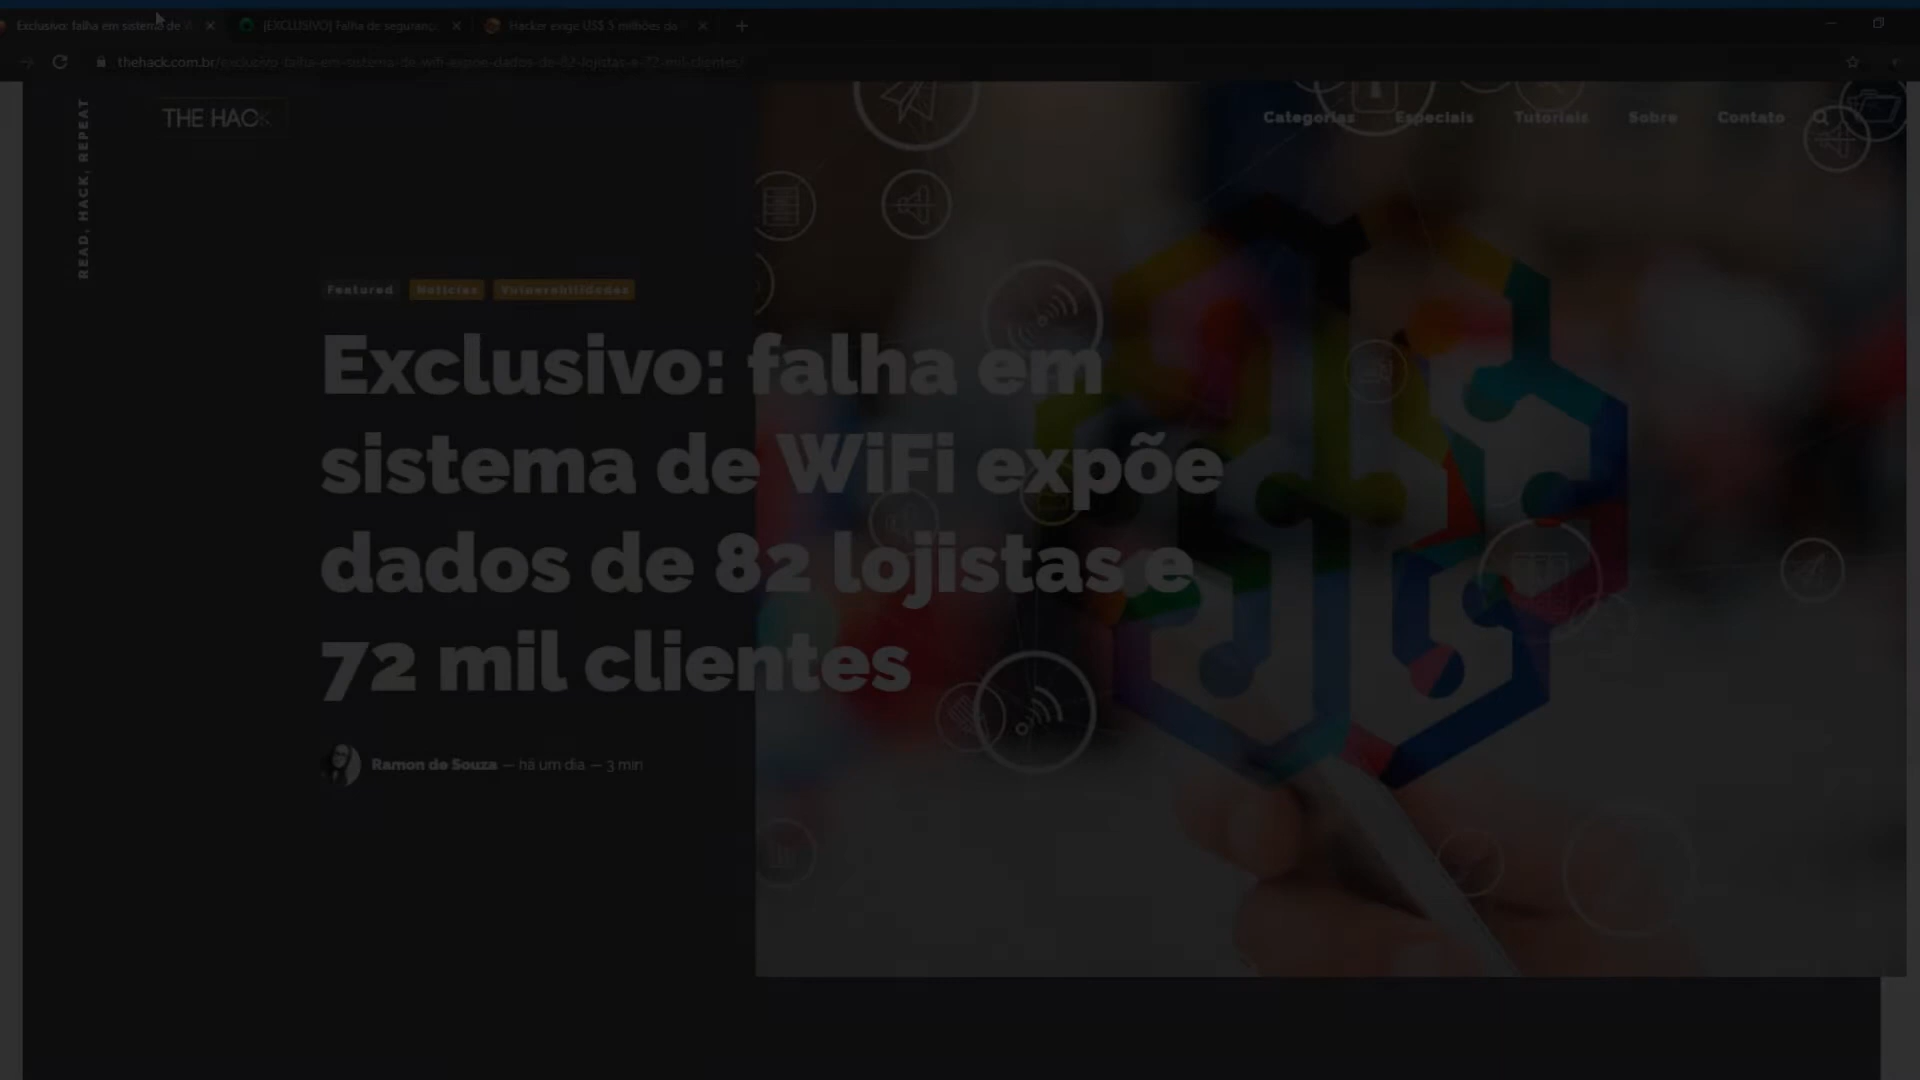 Exclusivo: falha em sistema de W
[EXCLUSIVO] Falha de seguranç
Hacker exige US$ 5 milhões da
thehack.com.br/exclusivo-falha-em-sistema-de-wifi-expoe-dados-de-82-lojistas-e-72-mil-clientes/
READ, HACK, REPEAT
THE HACK
Categorias
Especiais
Tutoriais
Sobre
Contato
Featured
Notícias
Vulnerabilidades
Exclusivo: falha em
sistema de WiFi expõe
dados de 82 lojistas e
72 mil clientes
Ramon de Souza — há um dia — 3 min